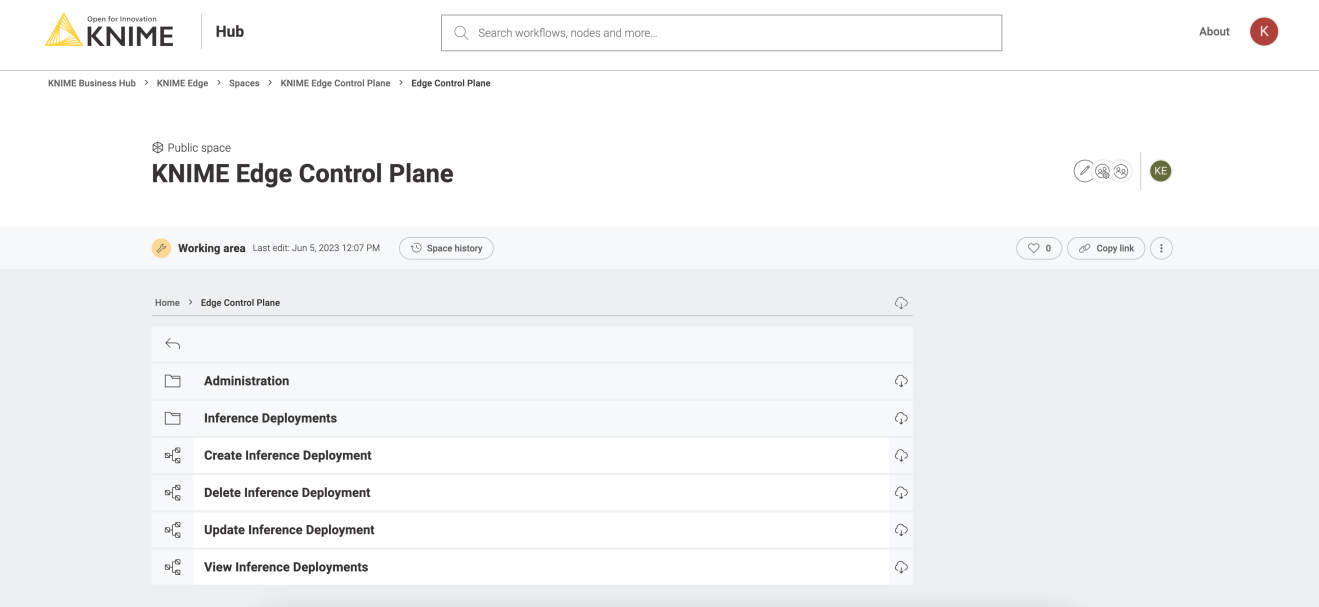 Open for Innovation
KNIME
Hub
Search workflows, nodes and more...
About
K
KNIME Business Hub > KNIME Edge > Spaces > KNIME Edge Control Plane > Edge Control Plane
Public space
KNIME Edge Control Plane
KE
Working area Last edit: Jun 5, 2023 12:07 PM Space history
0 Copy link
Home > Edge Control Plane
Administration
Inference Deployments
Create Inference Deployment
Delete Inference Deployment
Update Inference Deployment
View Inference Deployments